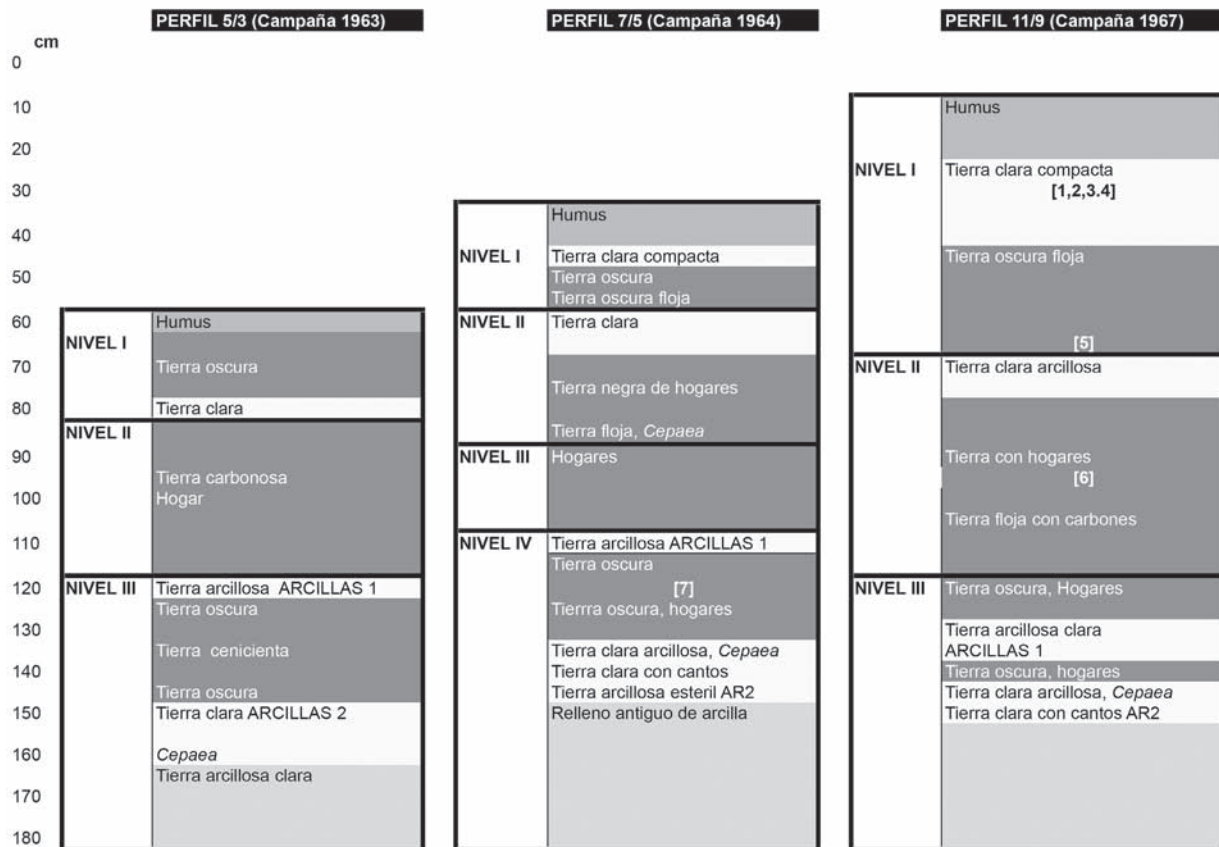 PERFIL 5/3 (Campaña 1963)
PERFIL 7/5 (Campaña 1964)
PERFIL 11/9 (Campaña 1967)
cm
0
10
20
30
40
50
60
70
80
90
100
110
120
130
140
150
160
170
180
NIVEL I
Humus
Tierra oscura
Tierra clara
NIVEL II
Tierra carbonosa
Hogar
NIVEL III
Tierra arcillosa ARCILLAS 1
Tierra oscura
Tierra cenicienta
Tierra oscura
Tierra clara ARCILLAS 2
Cepaea
Tierra arcillosa clara
NIVEL I
Humus
Tierra clara compacta
Tierra oscura
Tierra oscura floja
NIVEL II
Tierra clara
Tierra negra de hogares
Tierra floja, Cepaea
NIVEL III
Hogares
NIVEL IV
Tierra arcillosa ARCILLAS 1
Tierra oscura
[7]
Tierrra oscura, hogares
Tierra clara arcillosa, Cepaea
Tierra clara con cantos
Tierra arcillosa esteril AR2
Relleno antiguo de arcilla
NIVEL I
Humus
Tierra clara compacta
[1,2,3.4]
Tierra oscura floja
[5]
NIVEL II
Tierra clara arcillosa
Tierra con hogares
[6]
Tierra floja con carbones
NIVEL III
Tierra oscura, Hogares
Tierra arcillosa clara
ARCILLAS 1
Tierra oscura, hogares
Tierra clara arcillosa, Cepaea
Tierra clara con cantos AR2